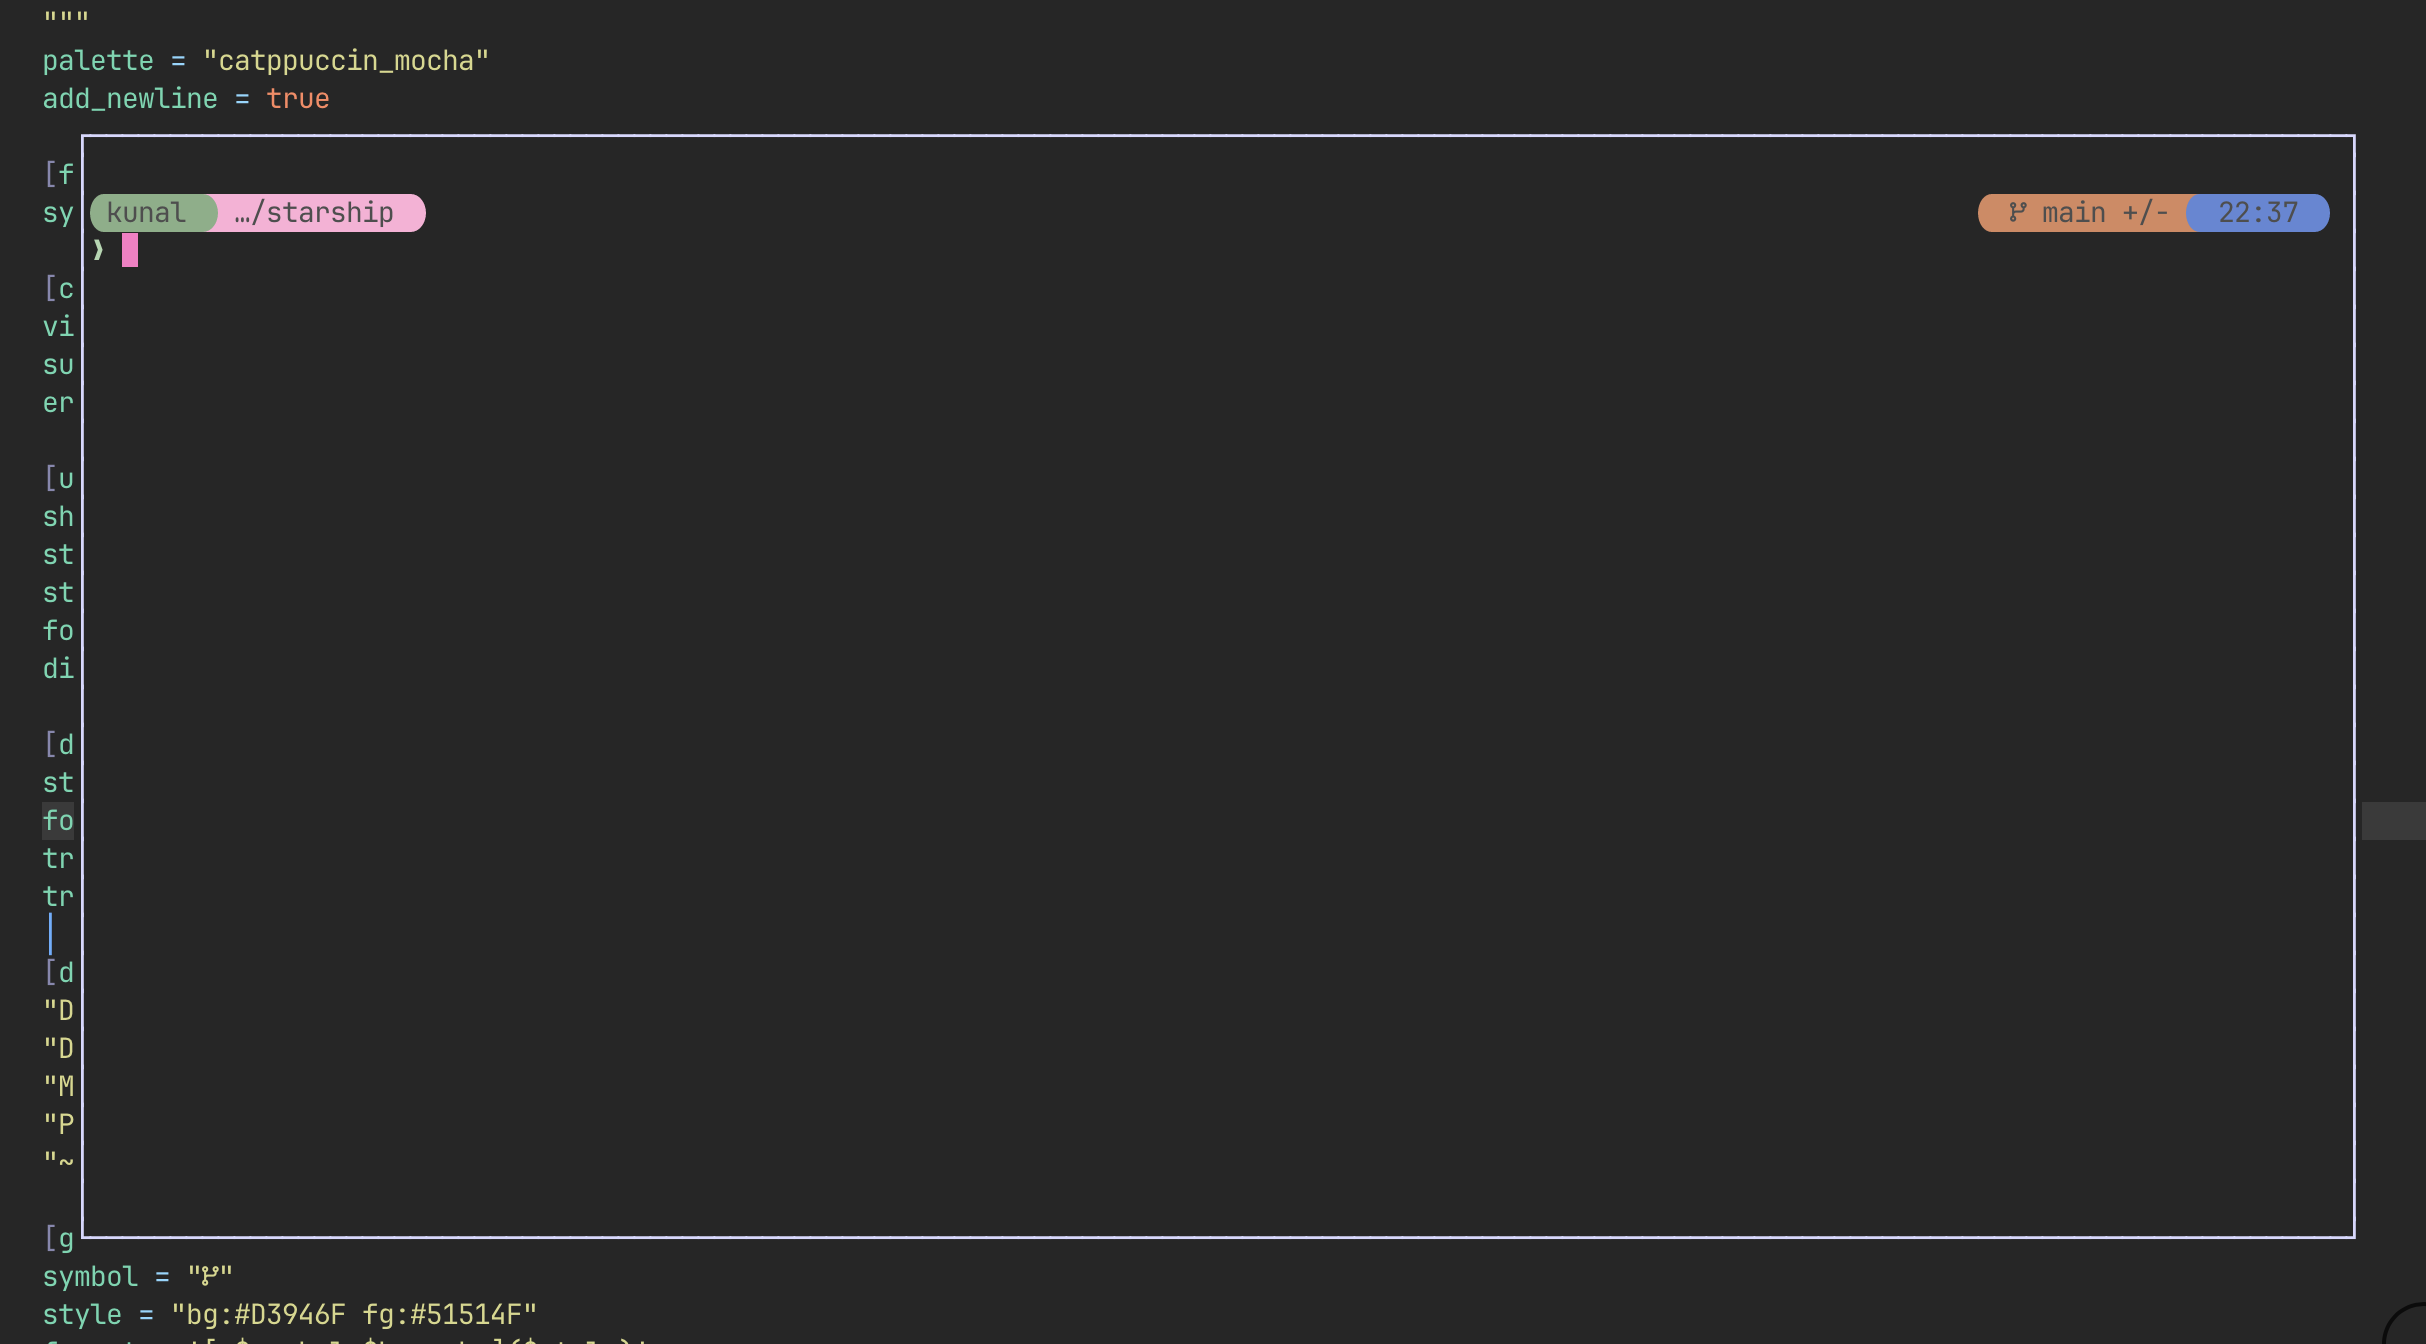 """
palette = "catppuccin_mocha"
add_newline = true
[f
sy
kunal …/starship  main +/- 22:37
❯
[c
vi
su
er
[u
sh
st
st
fo
di
[d
st
fo
tr
tr
[d
"D
"D
"M
"P
"~
[g
symbol = ""
style = "bg:#D3946F fg:#51514F"